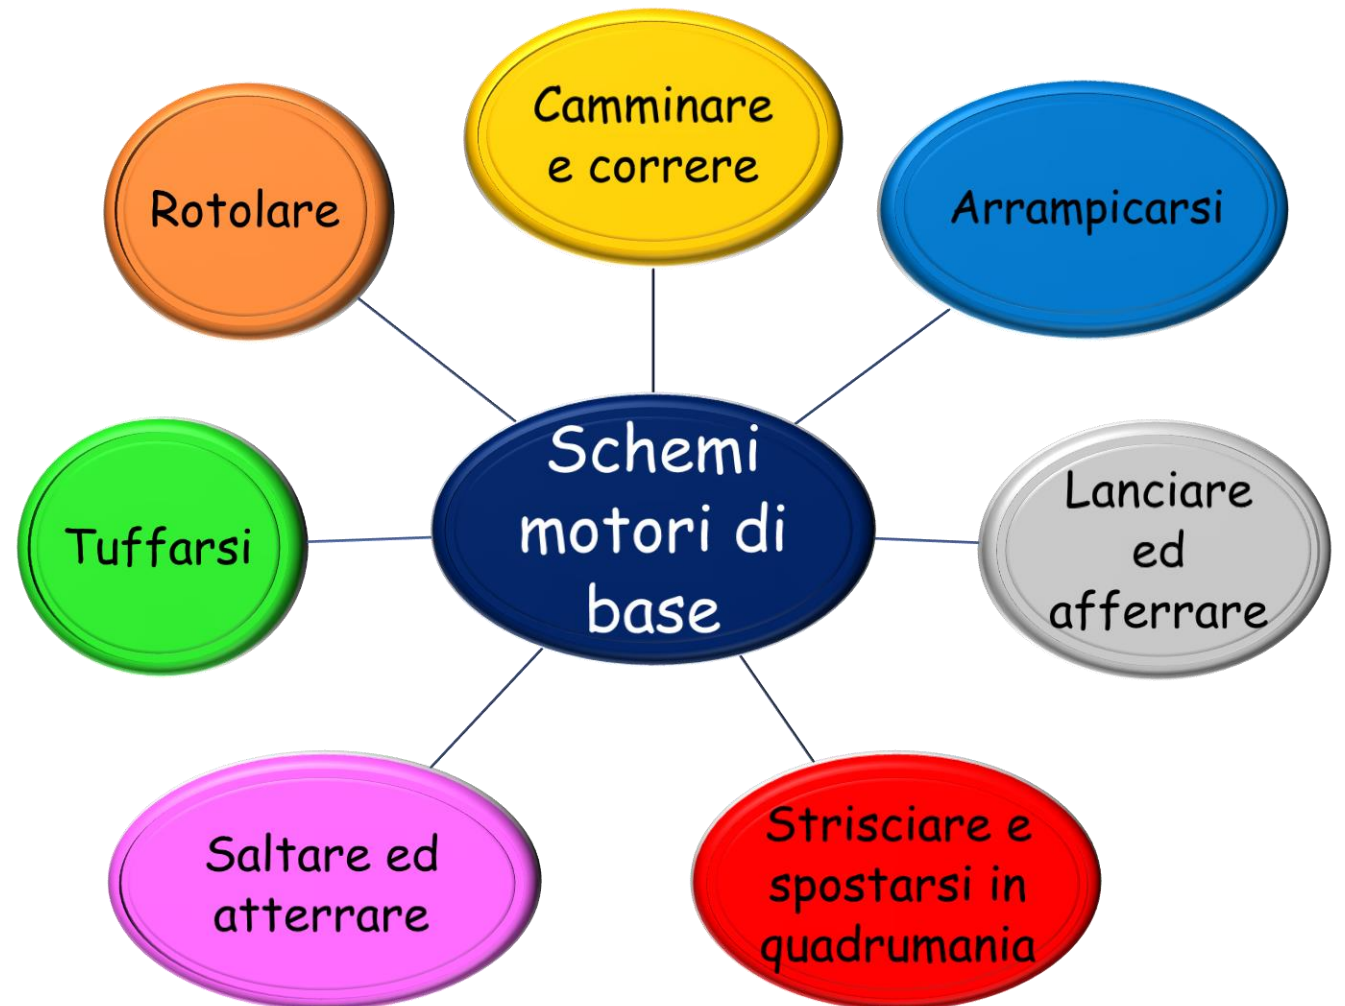 Camminare
e correre
Rotolare
Arrampicarsi
Schemi
motori di
base
Lanciare
ed
afferrare
Tuffarsi
Saltare ed
atterrare
Strisciare e
spostarsi in
quadrumania